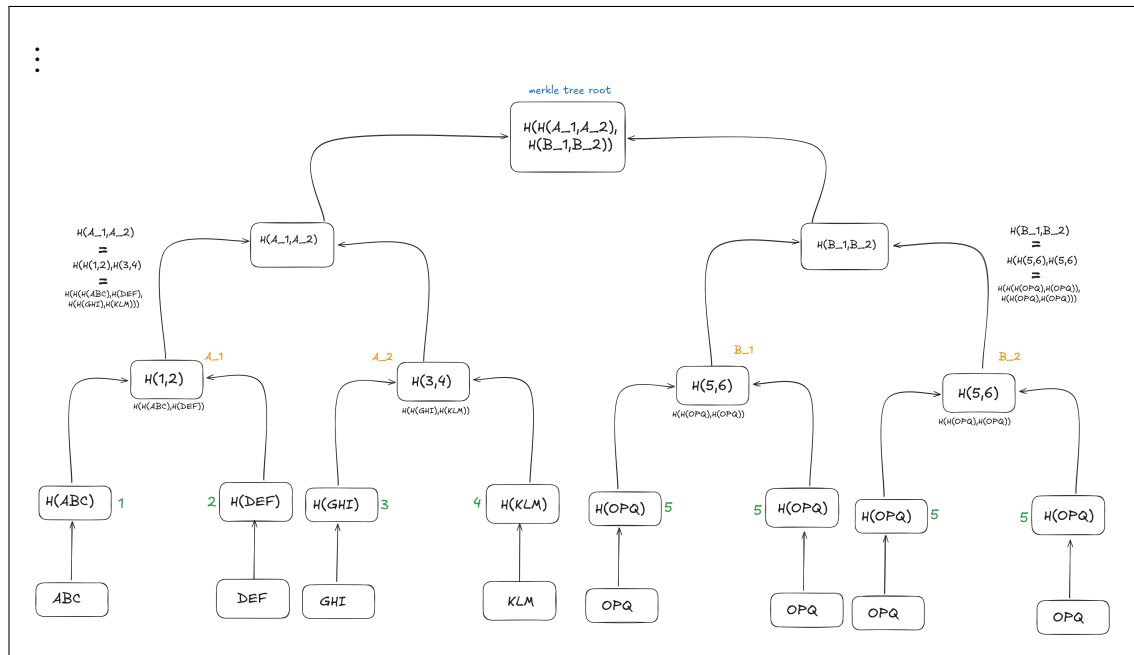 merkle tree root
H(H(A_1,A_2),
H(B_1,B_2))
H(A_1,A_2)
=
H(H(1,2),H(3,4)
=
H(H(H(ABC),H(DEF),
H(H(GHI),H(KLM)))
H(A_1,A_2)
H(B_1,B_2)
H(B_1,B_2)
=
H(H(5,6),H(5,6)
=
H(H(H(OPQ),H(OPQ)),
H(H(OPQ),H(OPQ)))
A_1
H(1,2)
H(H(ABC),H(DEF))
A_2
H(3,4)
H(H(GHI),H(KLM))
B_1
H(5,6)
H(H(OPQ),H(OPQ))
B_2
H(5,6)
H(H(OPQ),H(OPQ))
H(ABC) 1
2 H(DEF)
H(GHI) 3
4 H(KLM)
H(OPQ) 5
5 H(OPQ)
H(OPQ) 5
5 H(OPQ)
ABC
DEF
GHI
KLM
OPQ
OPQ
OPQ
OPQ